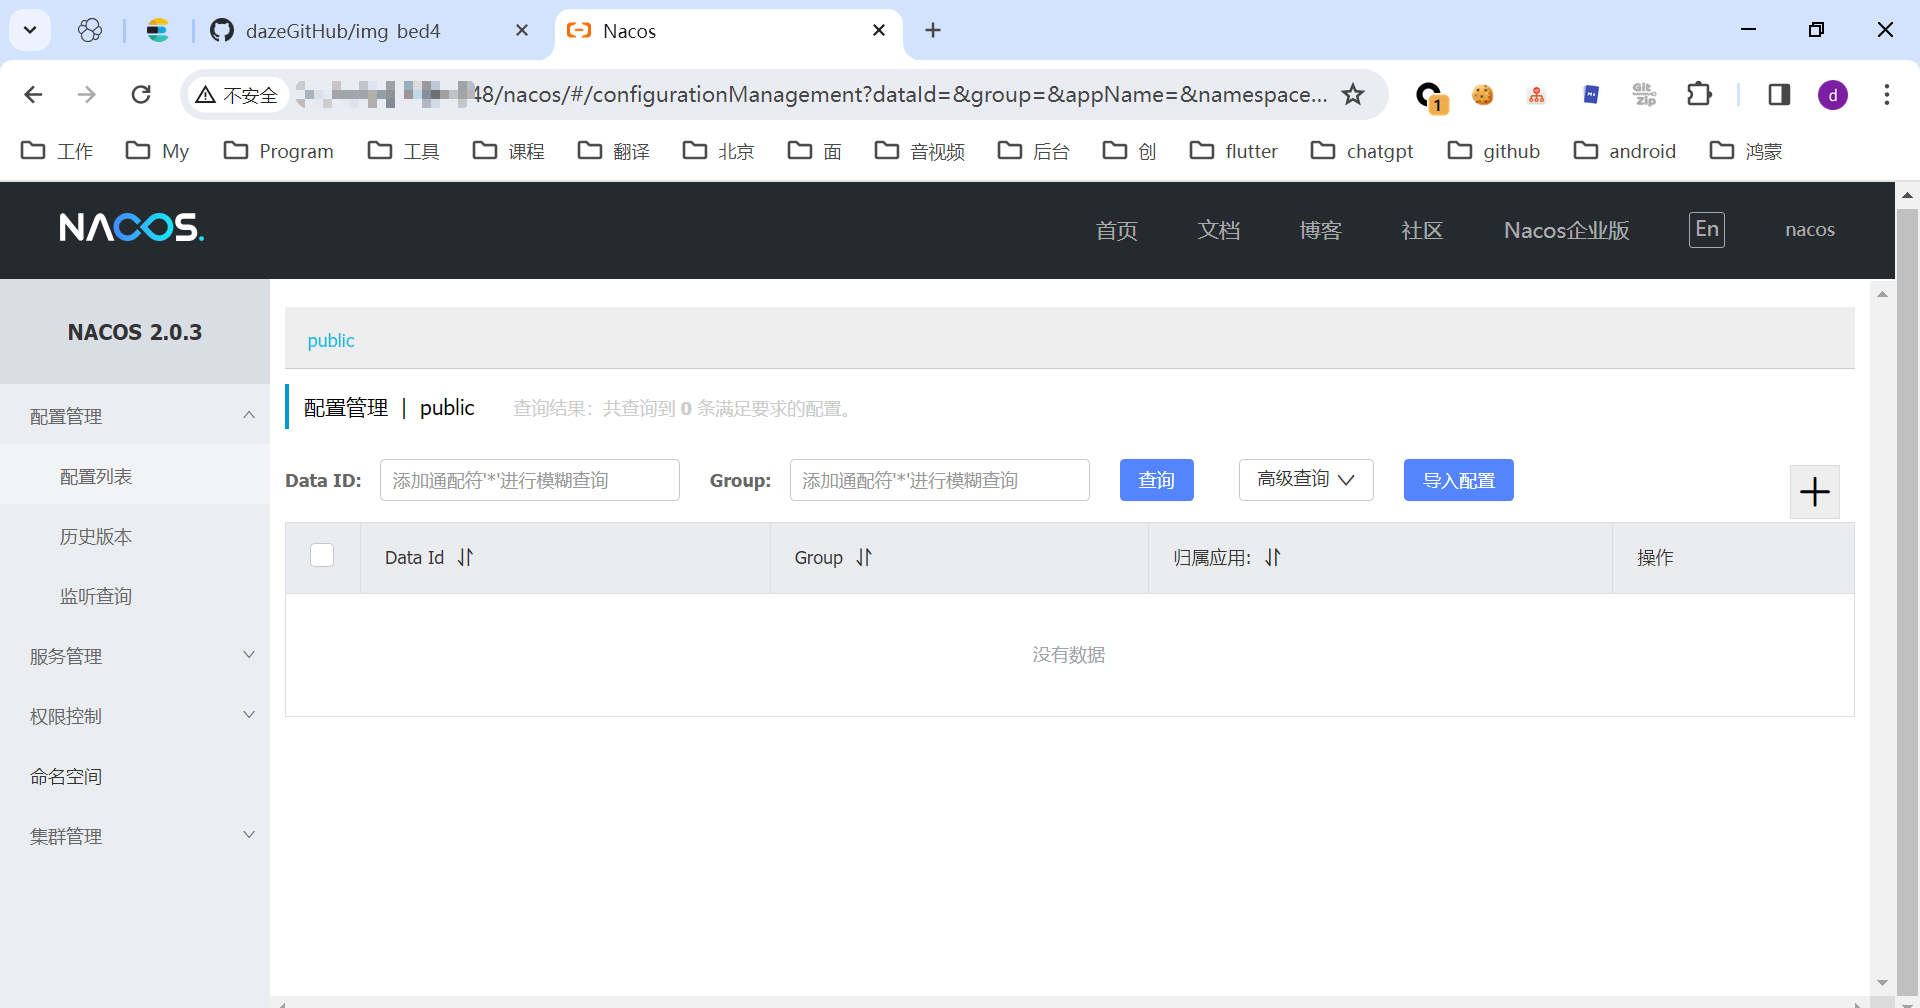 dazeGitHub/img_bed4
Nacos
不安全
48/nacos/#/configurationManagement?dataId=&group=&appName=&namespace...
1
Git Zip
d
工作 My Program 工具 课程 翻译 北京 面 音视频 后台 创 flutter chatgpt github android 鸿蒙
NACOS.
首页 文档 博客 社区 Nacos企业版 En nacos
NACOS 2.0.3
配置管理
配置列表
历史版本
监听查询
服务管理
权限控制
命名空间
集群管理
public
配置管理 | public 查询结果：共查询到 0 条满足要求的配置。
Data ID: 添加通配符'*'进行模糊查询 Group: 添加通配符'*'进行模糊查询 查询 高级查询 导入配置
Data Id Group 归属应用: 操作
没有数据